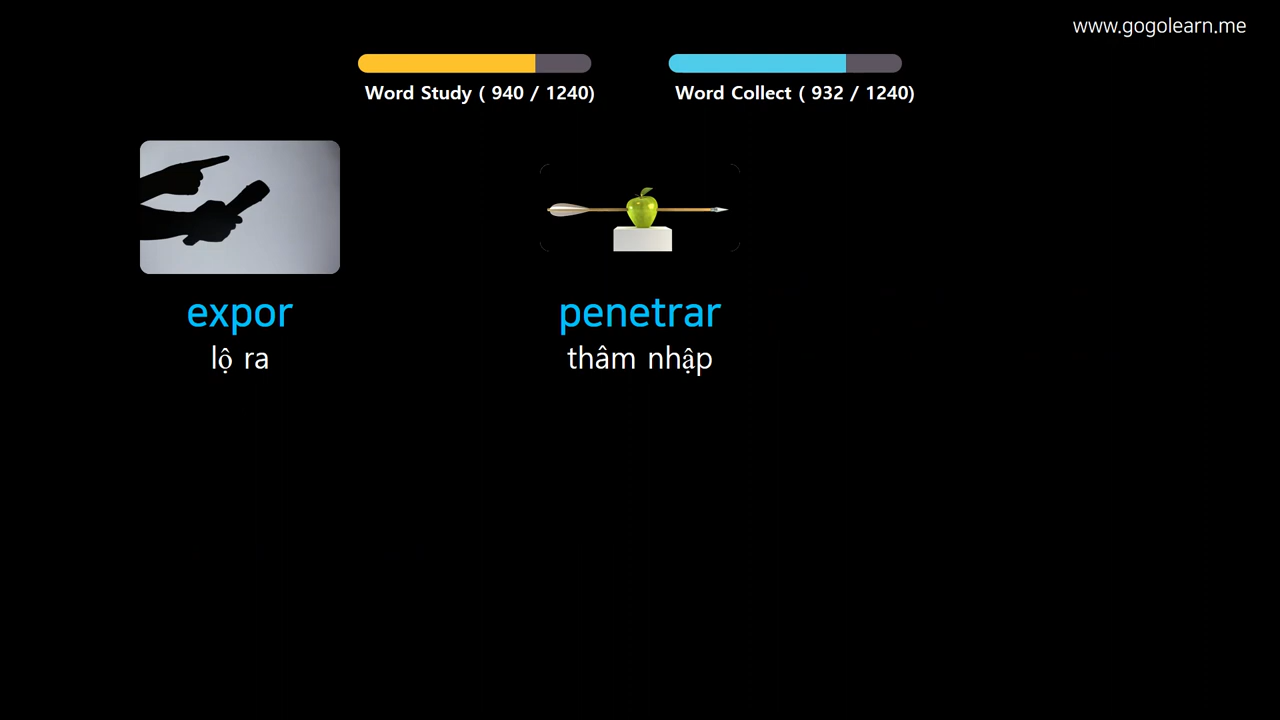 www.gogolearn.me
Word Study ( 940 / 1240)
Word Collect ( 932 / 1240)
expor
lộ ra
penetrar
thâm nhập